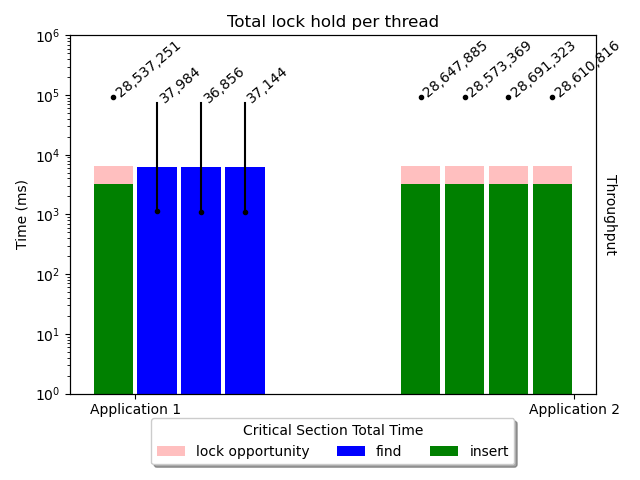 Total lock hold per thread
10^6
10^5
10^4
10^3
10^2
10^1
10^0
Time (ms)
28,537,251
37,984
36,856
37,144
28,647,885
28,573,369
28,691,323
28,610,816
Throughput
Application 1
Application 2
Critical Section Total Time
lock opportunity find insert